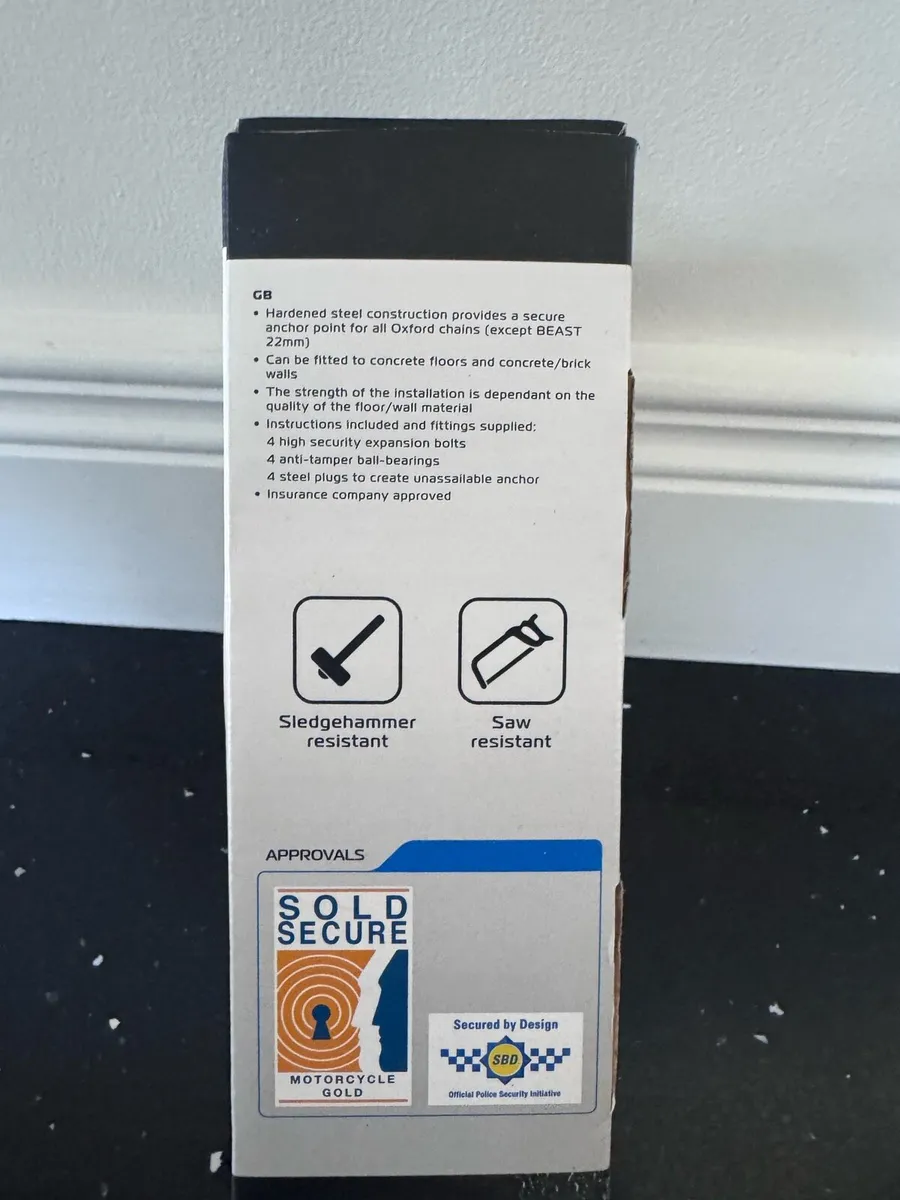 GB
• Hardened steel construction provides a secure
anchor point for all Oxford chains (except BEAST
22mm)
• Can be fitted to concrete floors and concrete/brick
walls
• The strength of the installation is dependant on the
quality of the floor/wall material
• Instructions included and fittings supplied:
4 high security expansion bolts
4 anti-tamper ball-bearings
4 steel plugs to create unassailable anchor
• Insurance company approved
Sledgehammer
resistant
Saw
resistant
APPROVALS
SOLD
SECURE
MOTORCYCLE
GOLD
Secured by Design
SBD
Official Police Security Initiative